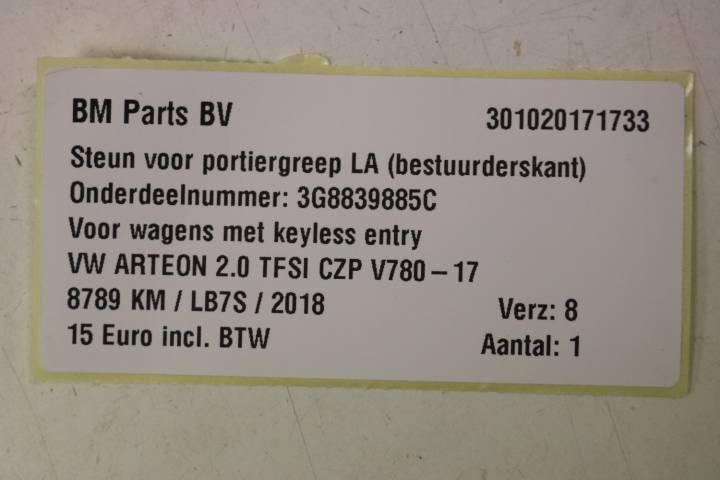 BM Parts BV 301020171733
Steun voor portiergreep LA (bestuurderskant)
Onderdeelnummer: 3G8839885C
Voor wagens met keyless entry
VW ARTEON 2.0 TFSI CZP V780 – 17
8789 KM / LB7S / 2018 Verz: 8
15 Euro incl. BTW Aantal: 1